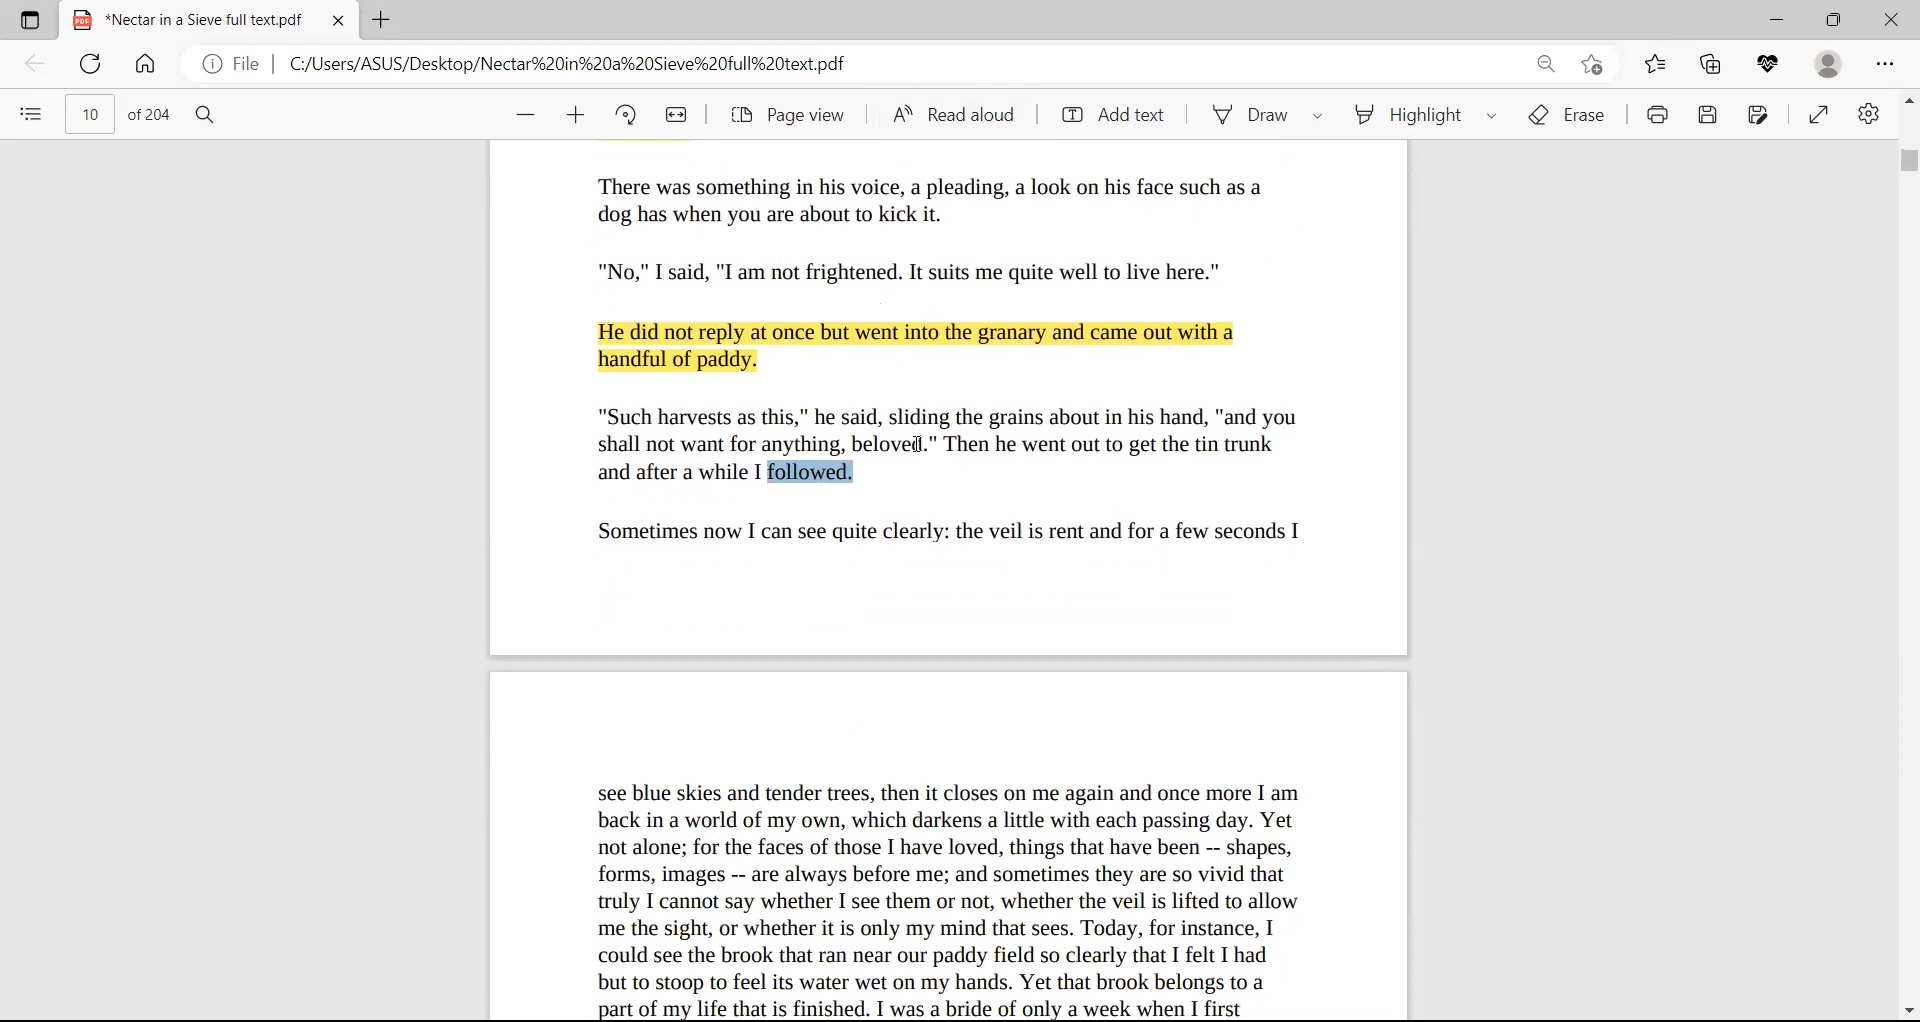 *Nectar in a Sieve full text.pdf
File C:/Users/ASUS/Desktop/Nectar%20in%20a%20Sieve%20full%20text.pdf
10 of 204 Page view Read aloud Add text Draw Highlight Erase
There was something in his voice, a pleading, a look on his face such as a
dog has when you are about to kick it.
"No," I said, "I am not frightened. It suits me quite well to live here."
He did not reply at once but went into the granary and came out with a
handful of paddy.
"Such harvests as this," he said, sliding the grains about in his hand, "and you
shall not want for anything, beloved." Then he went out to get the tin trunk
and after a while I followed.
Sometimes now I can see quite clearly: the veil is rent and for a few seconds I
see blue skies and tender trees, then it closes on me again and once more I am
back in a world of my own, which darkens a little with each passing day. Yet
not alone; for the faces of those I have loved, things that have been -- shapes,
forms, images -- are always before me; and sometimes they are so vivid that
truly I cannot say whether I see them or not, whether the veil is lifted to allow
me the sight, or whether it is only my mind that sees. Today, for instance, I
could see the brook that ran near our paddy field so clearly that I felt I had
but to stoop to feel its water wet on my hands. Yet that brook belongs to a
part of my life that is finished. I was a bride of only a week when I first